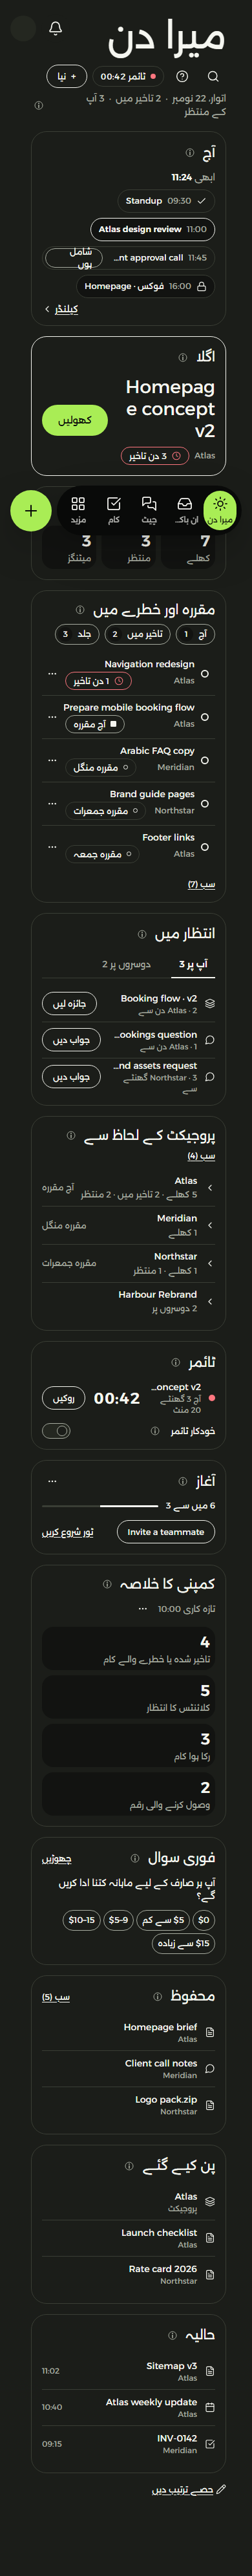 میرا دن
تائمر 00:42
+ نیا
اتوار، 22 نومبر · 2 تاخیر میں · 3 آپ کے منتظر
آج
ابھی 11:24
09:30 Standup
11:00 Atlas design review
11:45 nt approval call...
شامل ہوں
16:00 فوکس · Homepage
کیلنڈر
اگلا
Homepage concept v2
کھولیں
Atlas
3 دن تاخیر
میرا دن
ان باک...
چیٹ
کام
مزید
7
کھلے
3
منتظر
3
میٹنگز
مقررہ اور خطرے میں
آج 1
تاخیر میں 2
جلد 3
Navigation redesign
Atlas
1 دن تاخیر
Prepare mobile booking flow
Atlas
آج مقررہ
Arabic FAQ copy
Meridian
مقررہ منگل
Brand guide pages
Northstar
مقررہ جمعرات
Footer links
Atlas
مقررہ جمعہ
سب (7)
انتظار میں
آپ پر 3
دوسروں پر 2
Booking flow · v2
Atlas · 2 دن سے
جائزہ لیں
ookings question...
Atlas · 1 دن سے
جواب دیں
nd assets request...
Northstar · 3 گھنٹے سے
جواب دیں
پروجیکٹ کے لحاظ سے
سب (4)
Atlas
5 کھلے · 2 تاخیر میں · 2 منتظر
آج مقررہ
Meridian
1 کھلے
مقررہ منگل
Northstar
1 کھلے · 1 منتظر
مقررہ جمعرات
Harbour Rebrand
2 دوسروں پر
ٹائمر
oncept v2...
آج 3 گھنٹے 20 منٹ
00:42
روکیں
خودکار ٹائمر
آغاز
6 میں سے 3
Invite a teammate
ٹور شروع کریں
کمپنی کا خلاصہ
تازہ کاری 10:00
4
تاخیر شدہ یا خطرے والے کام
5
کلائنٹس کا انتظار
3
رکا ہوا کام
2
وصول کرنے والی رقم
فوری سوال
چھوڑیں
آپ ہر صارف کے لیے ماہانہ کتنا ادا کریں گے؟
$0
$5 سے کم
$5–9
$10–15
$15 سے زیادہ
محفوظ
سب (5)
Homepage brief
Atlas
Client call notes
Meridian
Logo pack.zip
Northstar
پن کیے گئے
Atlas
پروجیکٹ
Launch checklist
Atlas
Rate card 2026
Northstar
حالیہ
Sitemap v3
Atlas
11:02
Atlas weekly update
Atlas
10:40
INV-0142
Meridian
09:15
حصے ترتیب دیں